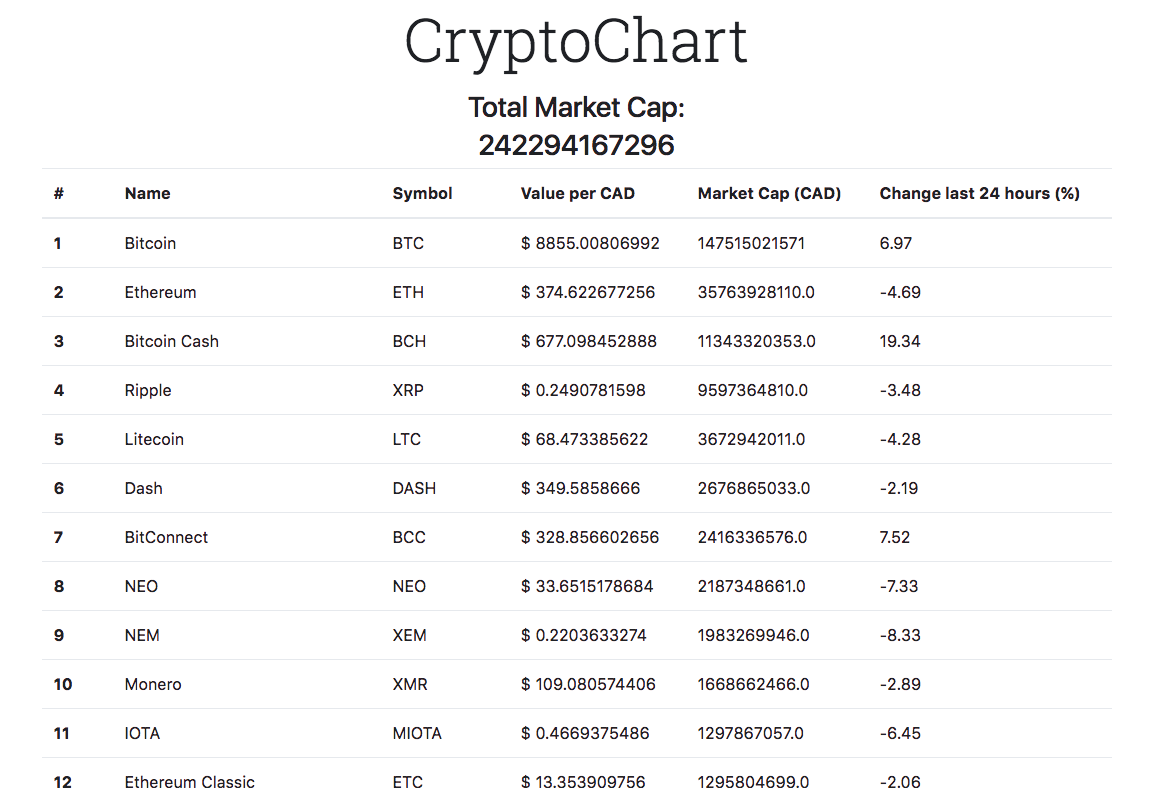 CryptoChart
Total Market Cap:
242294167296
# Name Symbol Value per CAD Market Cap (CAD) Change last 24 hours (%)
1 Bitcoin BTC $ 8855.00806992 147515021571 6.97
2 Ethereum ETH $ 374.622677256 35763928110.0 -4.69
3 Bitcoin Cash BCH $ 677.098452888 11343320353.0 19.34
4 Ripple XRP $ 0.2490781598 9597364810.0 -3.48
5 Litecoin LTC $ 68.473385622 3672942011.0 -4.28
6 Dash DASH $ 349.5858666 2676865033.0 -2.19
7 BitConnect BCC $ 328.856602656 2416336576.0 7.52
8 NEO NEO $ 33.6515178684 2187348661.0 -7.33
9 NEM XEM $ 0.2203633274 1983269946.0 -8.33
10 Monero XMR $ 109.080574406 1668662466.0 -2.89
11 IOTA MIOTA $ 0.4669375486 1297867057.0 -6.45
12 Ethereum Classic ETC $ 13.353909756 1295804699.0 -2.06